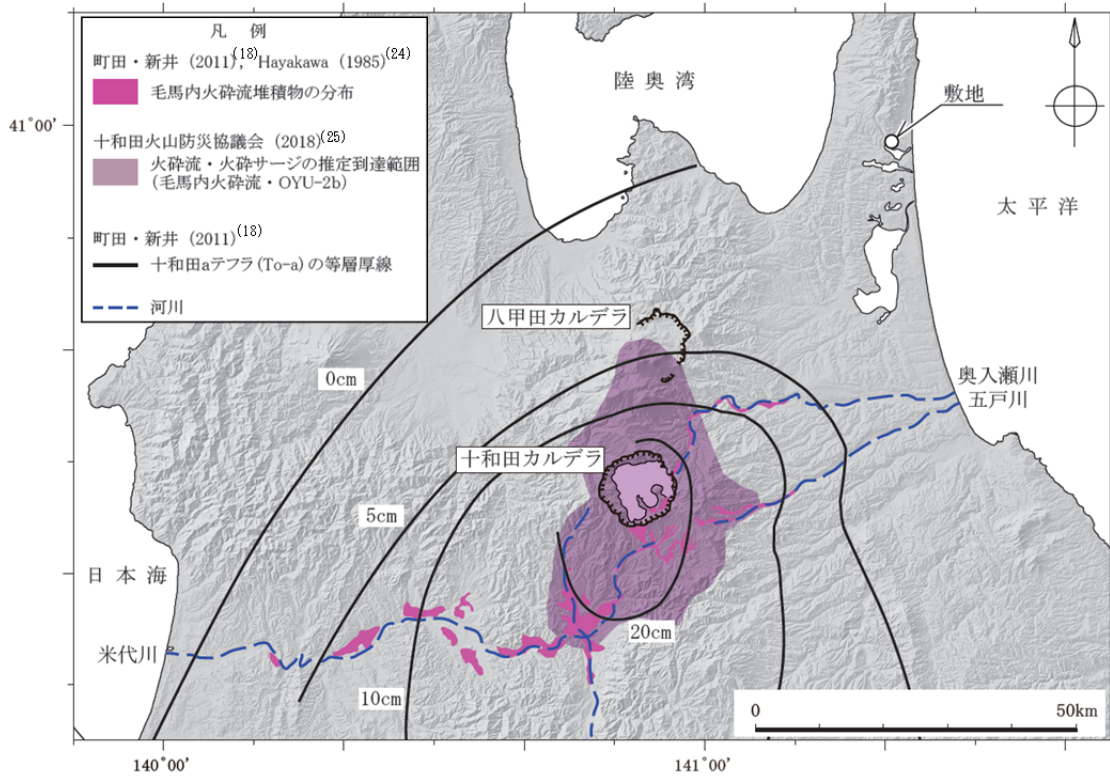 凡例
町田・新井 (2011)(18), Hayakawa (1985)(24)
毛馬内火砕流堆積物の分布
十和田火山防災協議会 (2018)(25)
火砕流・火砕サージの推定到達範囲
(毛馬内火砕流・OYU-2b)
町田・新井 (2011)(18)
十和田aテフラ(To-a)の等層厚線
河川
陸奥湾
敷地
41°00'
太平洋
八甲田カルデラ
0cm
奥入瀬川
五戸川
十和田カルデラ
5cm
日本海
20cm
米代川
10cm
0
50km
140°00'
141°00'